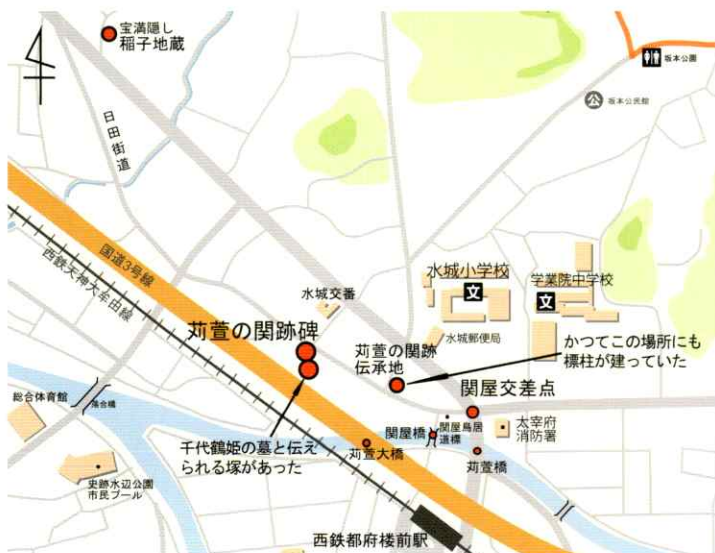 宝満隠し
稲子地蔵
坂本公園
公 坂本公民館
日田街道
国道3号線
西鉄天神大牟田線
水城交番
水城小学校
文
学業院中学校
文
水城郵便局
苅萱の関跡碑
苅萱の関跡
伝承地
かつてこの場所にも
標柱が建っていた
関屋交差点
総合体育館
落合橋
千代鶴姫の墓と伝え
られる塚があった
関屋橋
関屋鳥居
道標
太宰府
消防署
苅萱大橋
苅萱橋
史跡水辺公園
市民プール
西鉄都府楼前駅